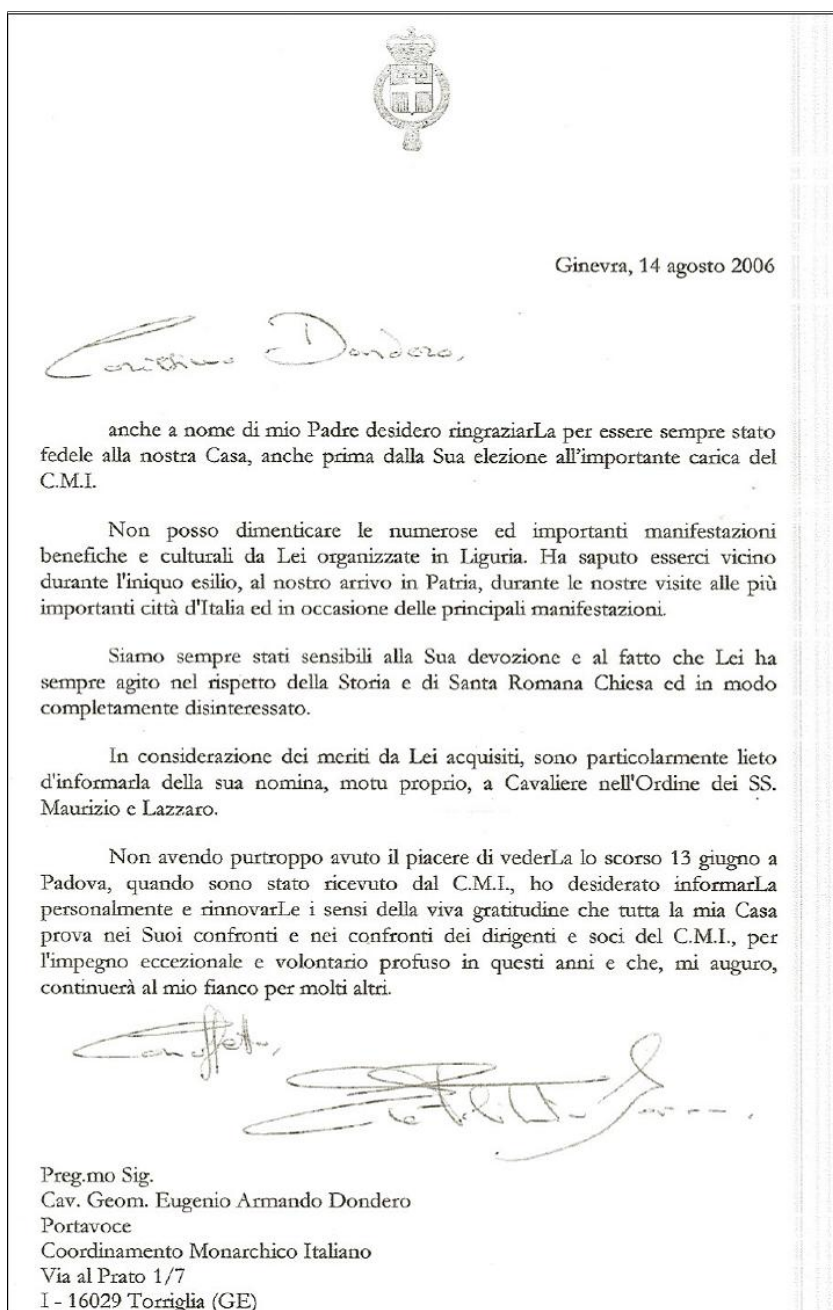 Ginevra, 14 agosto 2006
Carissimo Dondero,
anche a nome di mio Padre desidero ringraziarLa per essere sempre stato
fedele alla nostra Casa, anche prima dalla Sua elezione all'importante carica del
C.M.I.
Non posso dimenticare le numerose ed importanti manifestazioni
benefiche e culturali da Lei organizzate in Liguria. Ha saputo esserci vicino
durante l'iniquo esilio, al nostro arrivo in Patria, durante le nostre visite alle più
importanti città d'Italia ed in occasione delle principali manifestazioni.
Siamo sempre stati sensibili alla Sua devozione e al fatto che Lei ha
sempre agito nel rispetto della Storia e di Santa Romana Chiesa ed in modo
completamente disinteressato.
In considerazione dei meriti da Lei acquisiti, sono particolarmente lieto
d'informarla della sua nomina, motu proprio, a Cavaliere nell'Ordine dei SS.
Maurizio e Lazzaro.
Non avendo purtroppo avuto il piacere di vederLa lo scorso 13 giugno a
Padova, quando sono stato ricevuto dal C.M.I., ho desiderato informarLa
personalmente e rinnovarLe i sensi della viva gratitudine che tutta la mia Casa
prova nei Suoi confronti e nei confronti dei dirigenti e soci del C.M.I., per
l'impegno eccezionale e volontario profuso in questi anni e che, mi auguro,
continuerà al mio fianco per molti altri.
Con affetto,
Preg.mo Sig.
Cav. Geom. Eugenio Armando Dondero
Portavoce
Coordinamento Monarchico Italiano
Via al Prato 1/7
I - 16029 Torriglia (GE)